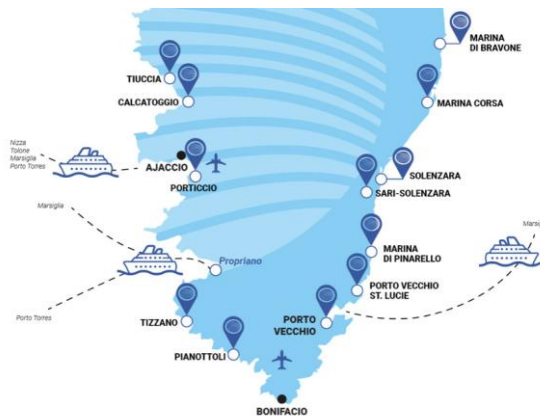 MARINA
DI BRAVONE
TIUCCIA
CALCATOGGIO
MARINA CORSA
Nizza
Tolone
Marsiglia
Porto Torres
AJACCIO
PORTICCIO
SOLENZARA
SARI-SOLENZARA
Marsiglia
MARINA
DI PINARELLO
Propriano
PORTO VECCHIO
ST. LUCIE
Porto Torres
TIZZANO
PORTO
VECCHIO
PIANOTTOLI
BONIFACIO